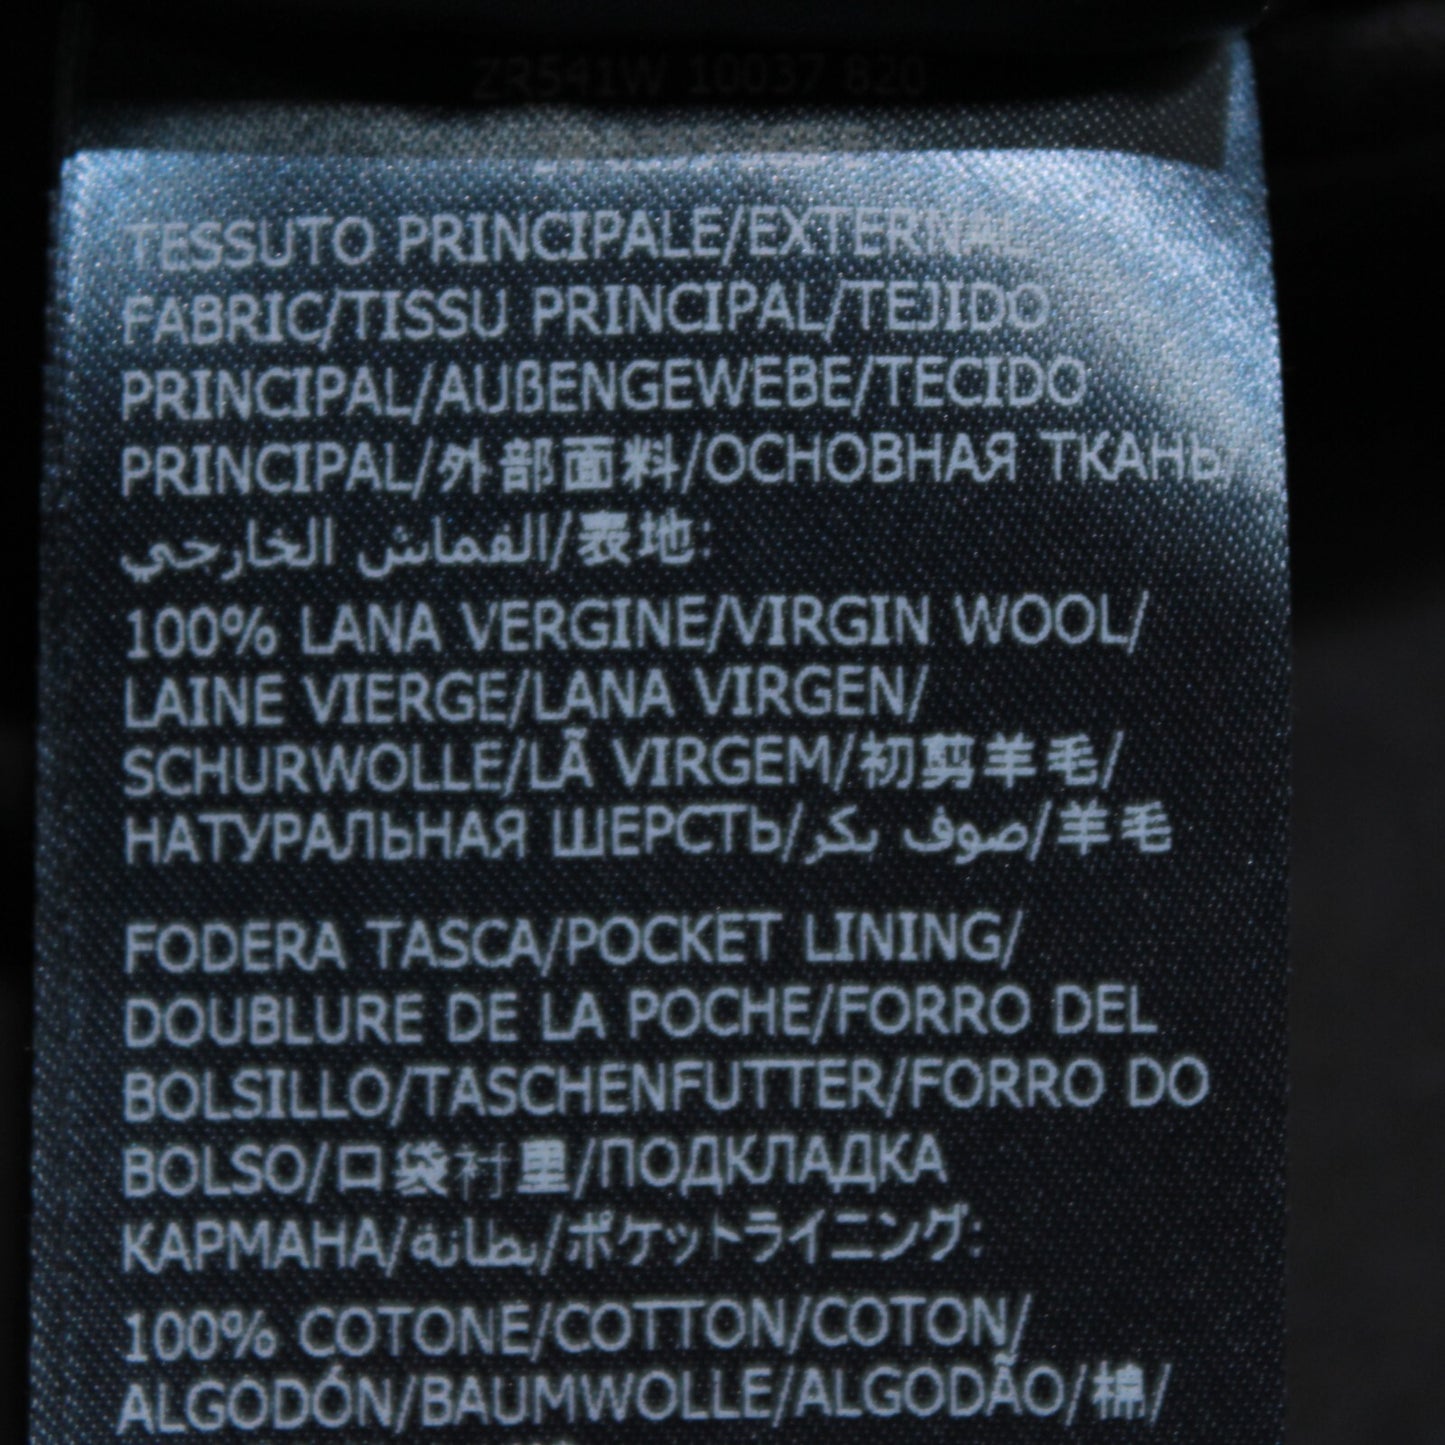 ZR541W 10037 820
TESSUTO PRINCIPALE/EXTERNAL
FABRIC/TISSU PRINCIPAL/TEJIDO
PRINCIPAL/AUßENGEWEBE/TECIDO
PRINCIPAL/外部面料/ОСНОВНАЯ ТКАНЬ/
القماش الخارجي/表地:
100% LANA VERGINE/VIRGIN WOOL/
LAINE VIERGE/LANA VIRGEN/
SCHURWOLLE/LÃ VIRGEM/初剪羊毛/
НАТУРАЛЬНАЯ ШЕРСТЬ/صوف بكر/羊毛
FODERA TASCA/POCKET LINING/
DOUBLURE DE LA POCHE/FORRO DEL
BOLSILLO/TASCHENFUTTER/FORRO DO
BOLSO/口袋衬里/ПОДКЛАДКА
КАРМАНА/بطانة/ポケットライニング:
100% COTONE/COTTON/COTON/
ALGODÓN/BAUMWOLLE/ALGODÃO/棉/